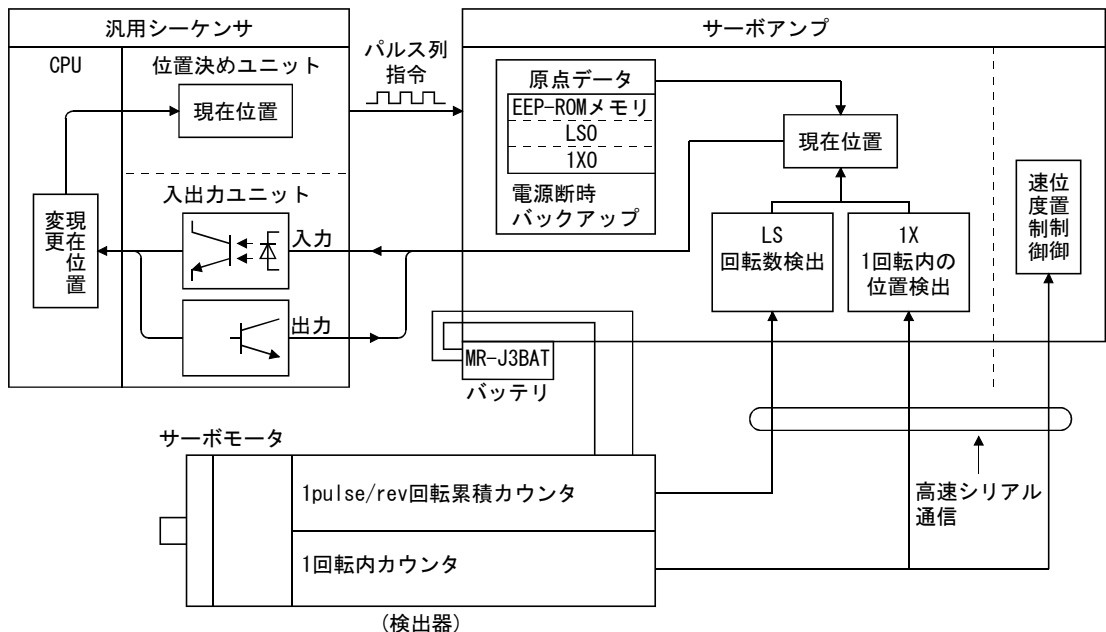 汎用シーケンサ
CPU
位置決めユニット
現在位置
現在位置
変更
入出力ユニット
入力
出力
パルス列
指令
サーボアンプ
原点データ
EEP-ROMメモリ
LS0
1X0
電源断時
バックアップ
現在位置
LS
回転数検出
1X
1回転内の
位置検出
位置制御
速度制御
MR-J3BAT
バッテリ
サーボモータ
1pulse/rev回転累積カウンタ
1回転内カウンタ
(検出器)
高速シリアル
通信